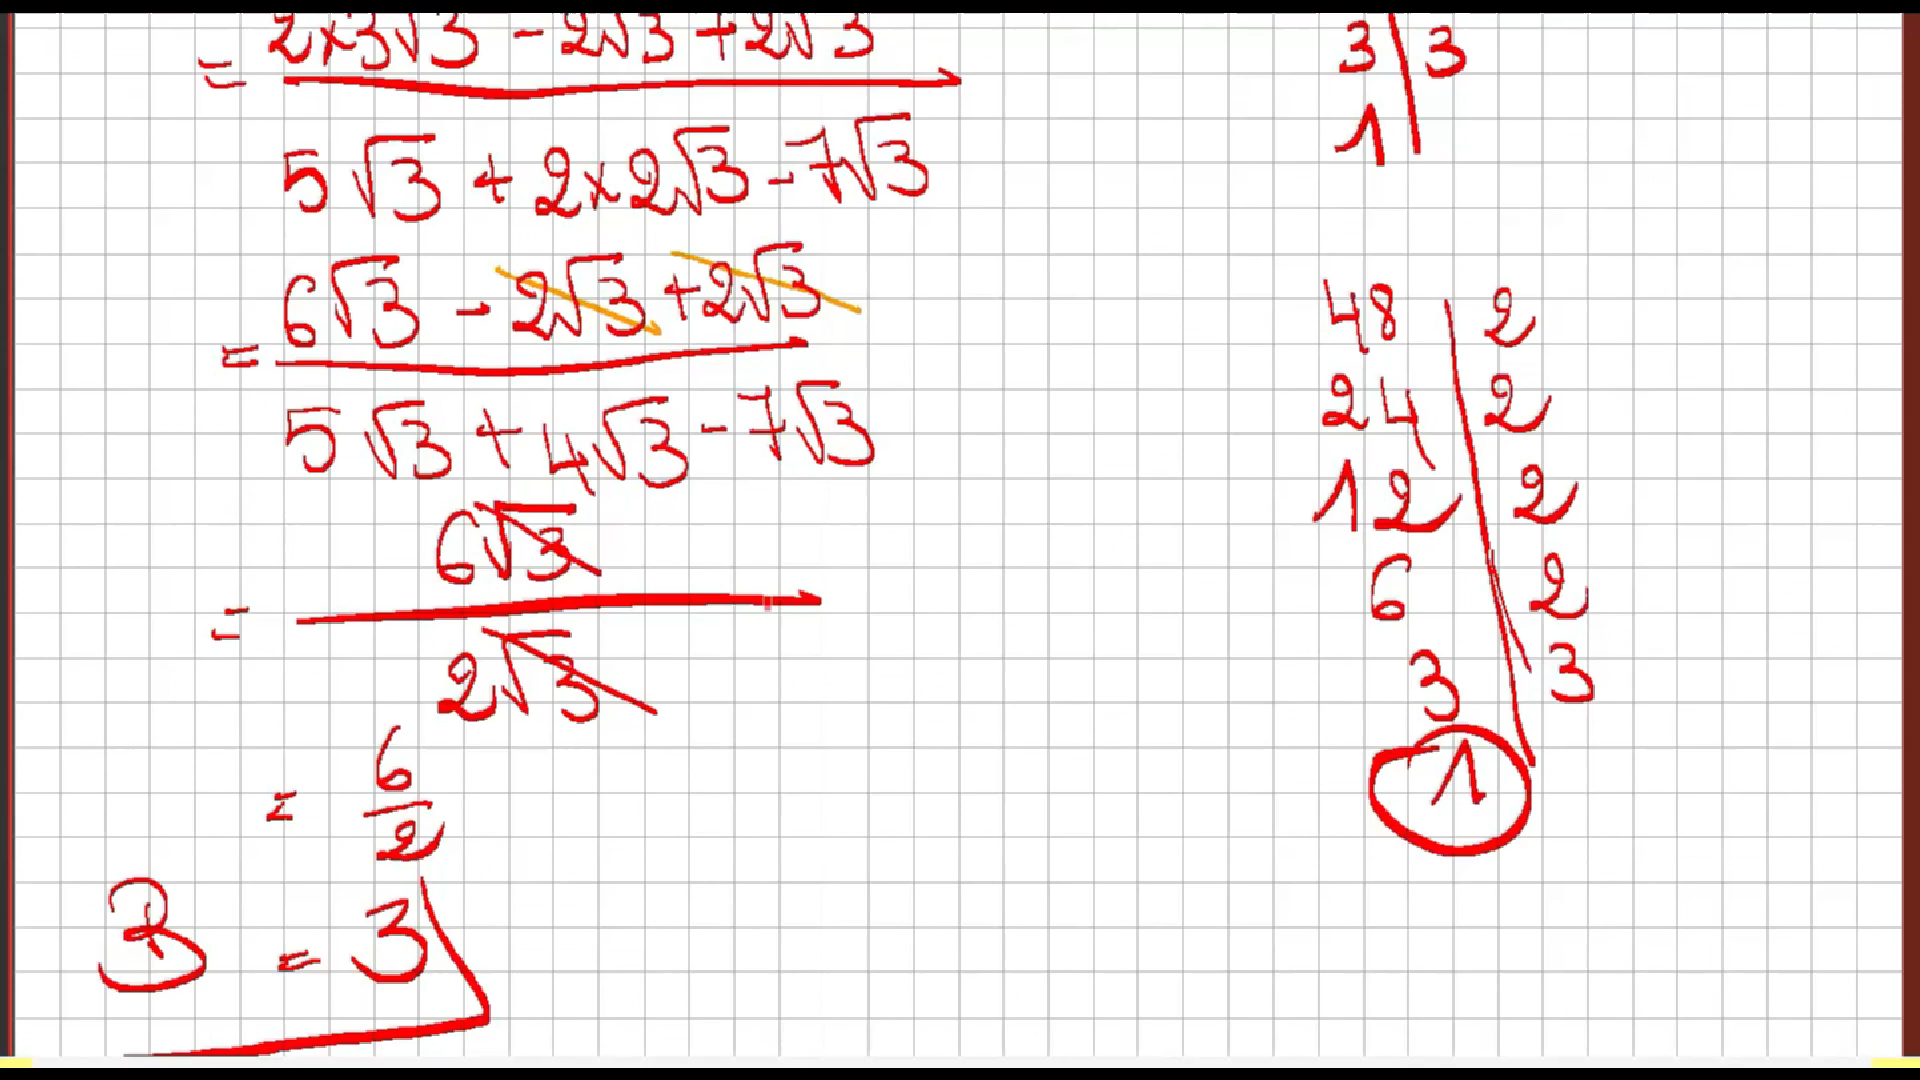 = (2×3√3 - 2√3 + 2√3) / (5√3 + 2×2√3 - 7√3)
= (6√3 - 2√3 + 2√3) / (5√3 + 4√3 - 7√3)
= 6√3 / 2√3
= 6/2
B = 3
3 | 3
1 |
48 | 2
24 | 2
12 | 2
6 | 2
3 | 3
1